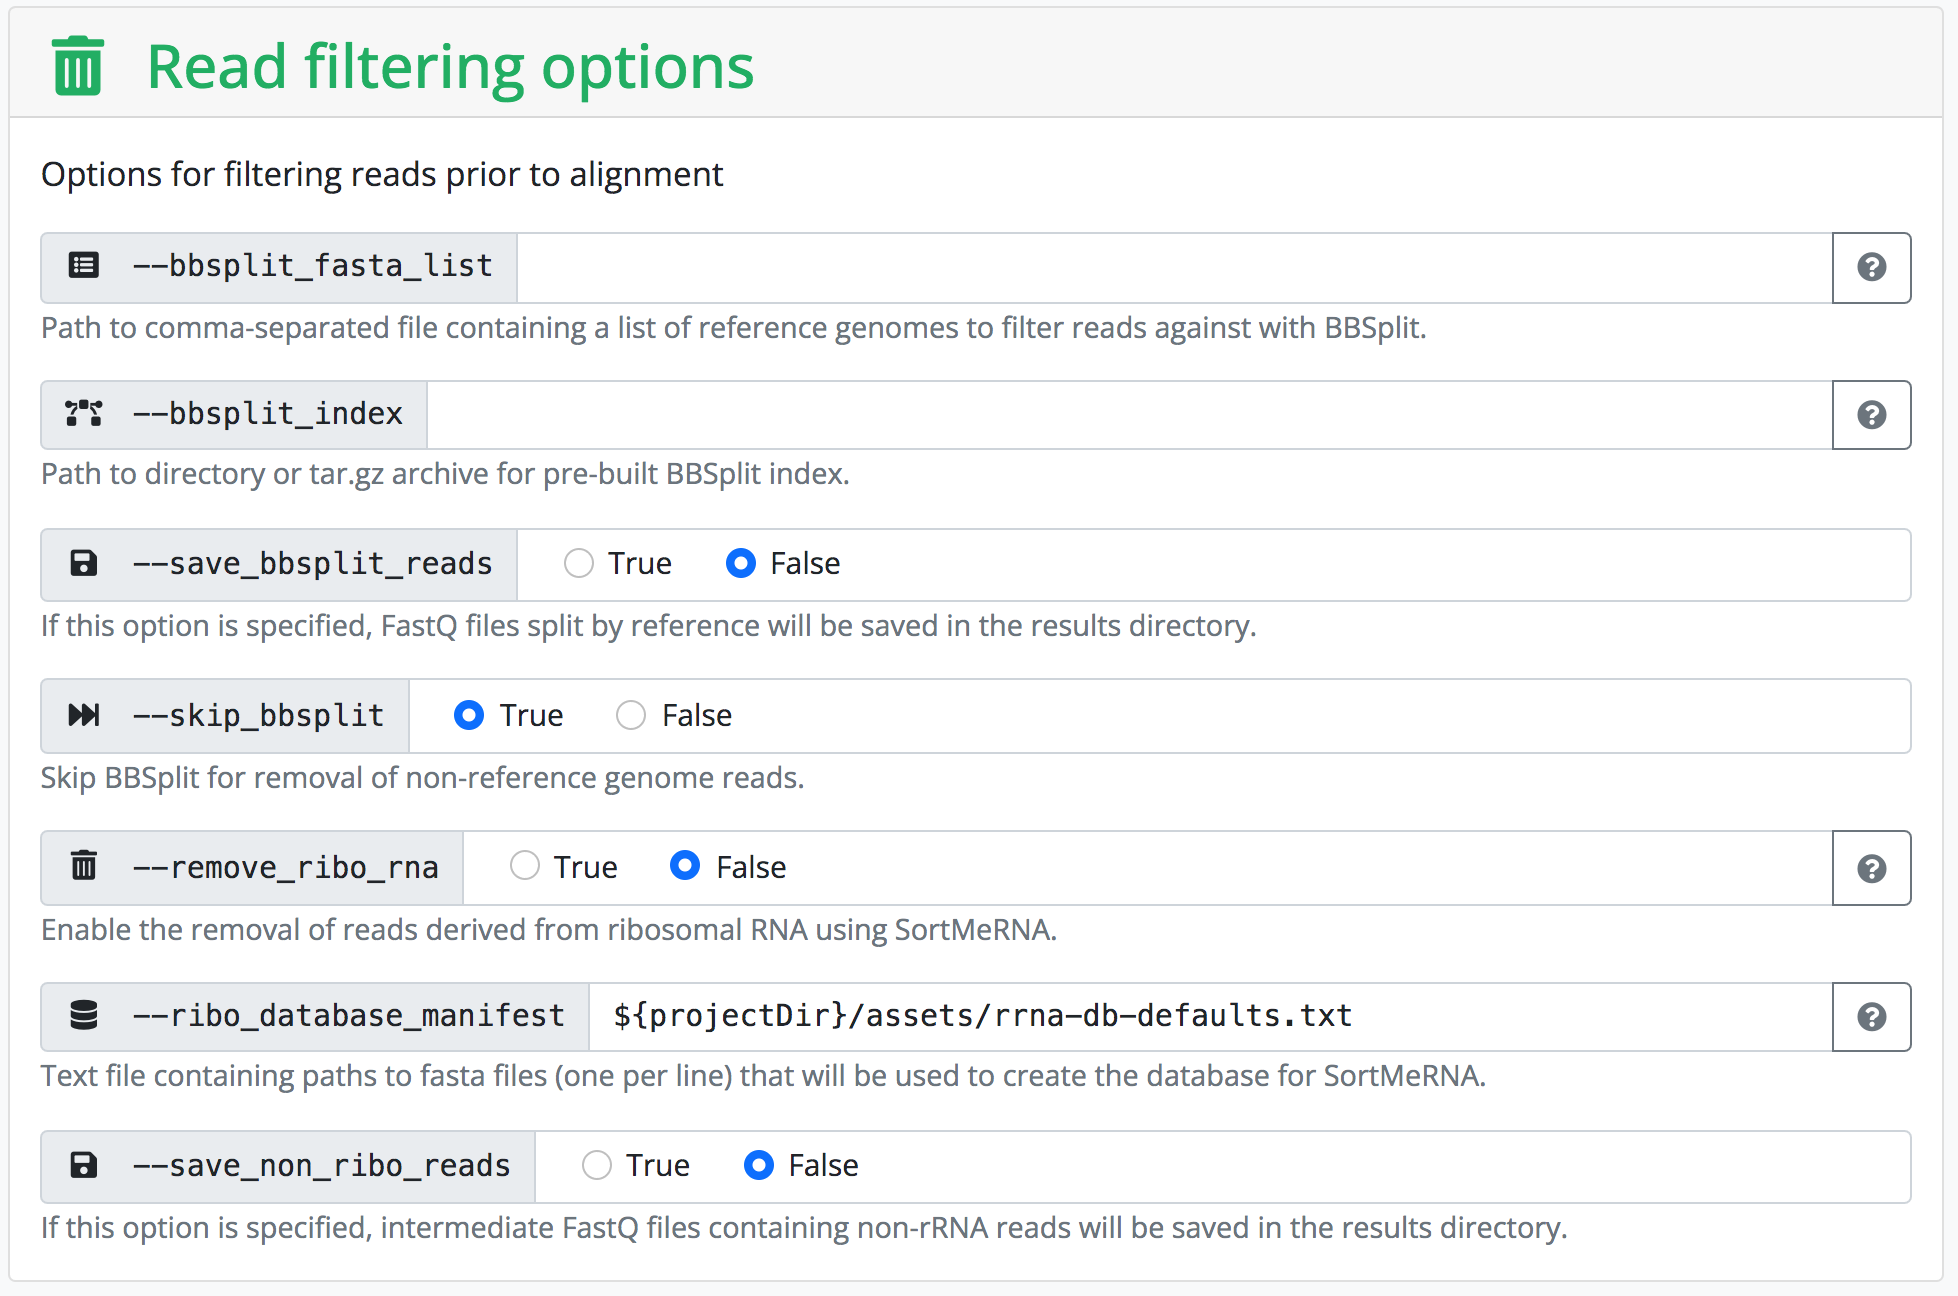 Read filtering options
Options for filtering reads prior to alignment
--bbsplit_fasta_list
Path to comma-separated file containing a list of reference genomes to filter reads against with BBSplit.
--bbsplit_index
Path to directory or tar.gz archive for pre-built BBSplit index.
--save_bbsplit_reads True False
If this option is specified, FastQ files split by reference will be saved in the results directory.
--skip_bbsplit True False
Skip BBSplit for removal of non-reference genome reads.
--remove_ribo_rna True False
Enable the removal of reads derived from ribosomal RNA using SortMeRNA.
--ribo_database_manifest ${projectDir}/assets/rrna-db-defaults.txt
Text file containing paths to fasta files (one per line) that will be used to create the database for SortMeRNA.
--save_non_ribo_reads True False
If this option is specified, intermediate FastQ files containing non-rRNA reads will be saved in the results directory.